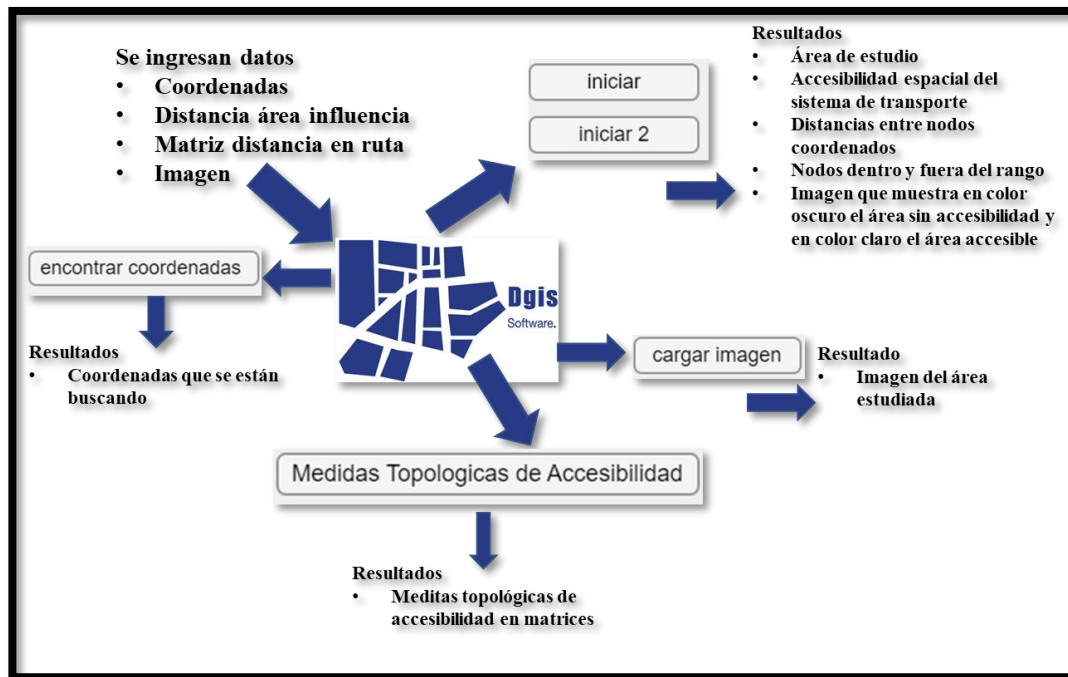 Se ingresan datos
• Coordenadas
• Distancia área influencia
• Matriz distancia en ruta
• Imagen
iniciar
iniciar 2
Resultados
• Área de estudio
• Accesibilidad espacial del
sistema de transporte
• Distancias entre nodos
coordenados
• Nodos dentro y fuera del rango
• Imagen que muestra en color
oscuro el área sin accesibilidad y
en color claro el área accesible
encontrar coordenadas
Resultados
• Coordenadas que se están
buscando
Dgis
Software.
cargar imagen
Resultado
• Imagen del área
estudiada
Medidas Topologicas de Accesibilidad
Resultados
• Meditas topológicas de
accesibilidad en matrices